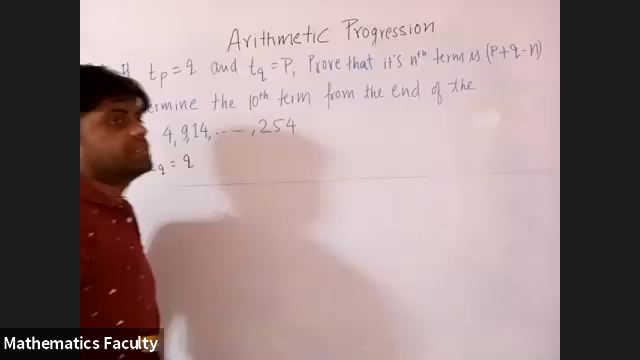 Arithmetic Progression
If tp = q and tq = P, Prove that it's nth term is (P+q-n)
ermine the 10th term from the end of the
4, 9, 14, ----, 254
q = q
Mathematics Faculty